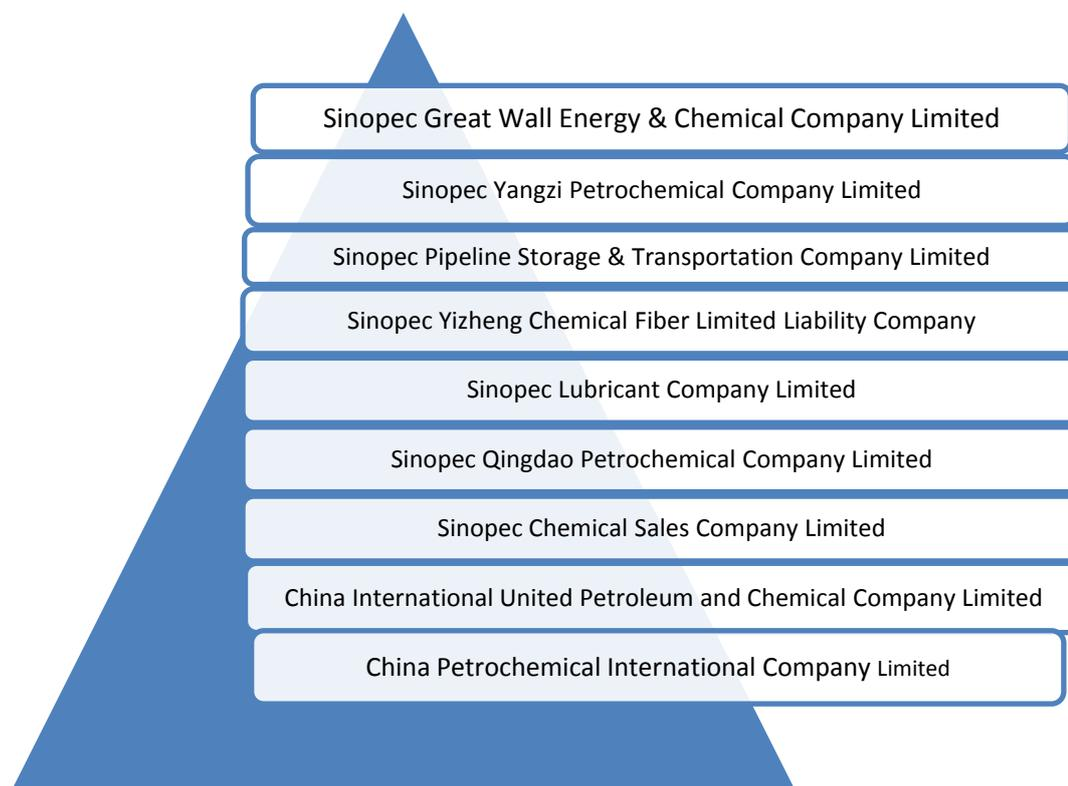 Sinopec Great Wall Energy & Chemical Company Limited
Sinopec Yangzi Petrochemical Company Limited
Sinopec Pipeline Storage & Transportation Company Limited
Sinopec Yizheng Chemical Fiber Limited Liability Company
Sinopec Lubricant Company Limited
Sinopec Qingdao Petrochemical Company Limited
Sinopec Chemical Sales Company Limited
China International United Petroleum and Chemical Company Limited
China Petrochemical International Company Limited